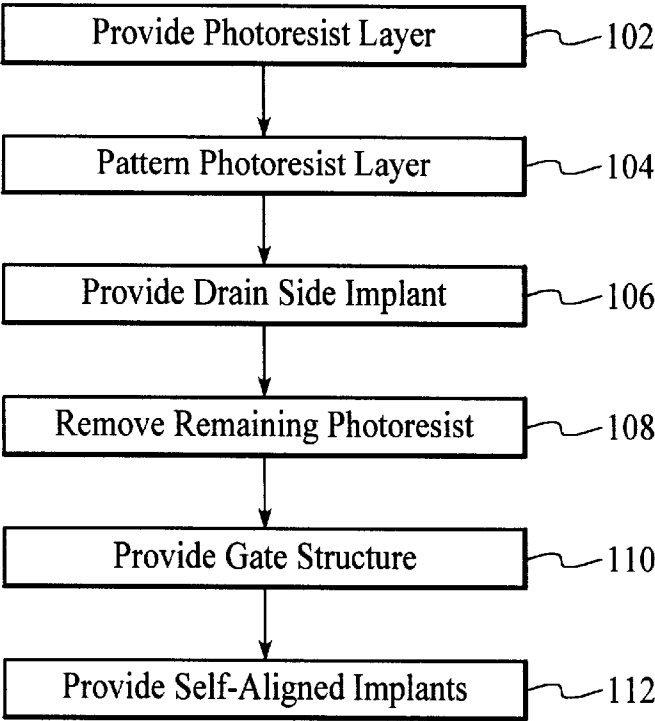 Provide Photoresist Layer 102
Pattern Photoresist Layer 104
Provide Drain Side Implant 106
Remove Remaining Photoresist 108
Provide Gate Structure 110
Provide Self-Aligned Implants 112